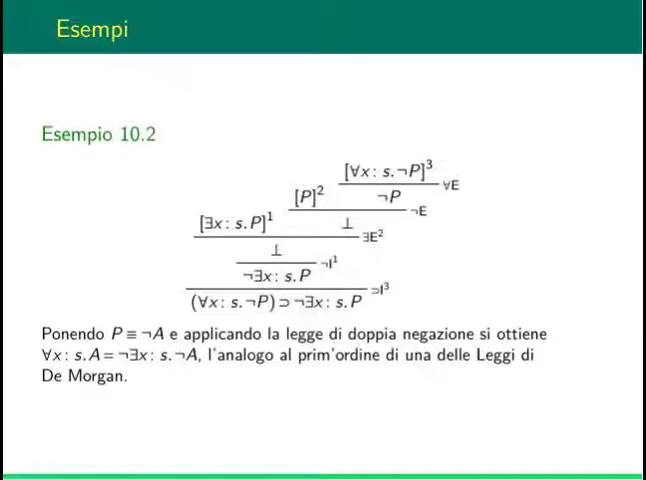 Esempi
Esempio 10.2
[∀x: s.¬P]³
∀E
[P]² ¬P
¬E
[∃x: s.P]¹ ⊥
∃E²
⊥
¬I¹
¬∃x: s.P
⊃I³
(∀x: s.¬P) ⊃ ¬∃x: s.P
Ponendo P ≡ ¬A e applicando la legge di doppia negazione si ottiene
∀x: s.A = ¬∃x: s.¬A, l'analogo al prim'ordine di una delle Leggi di
De Morgan.